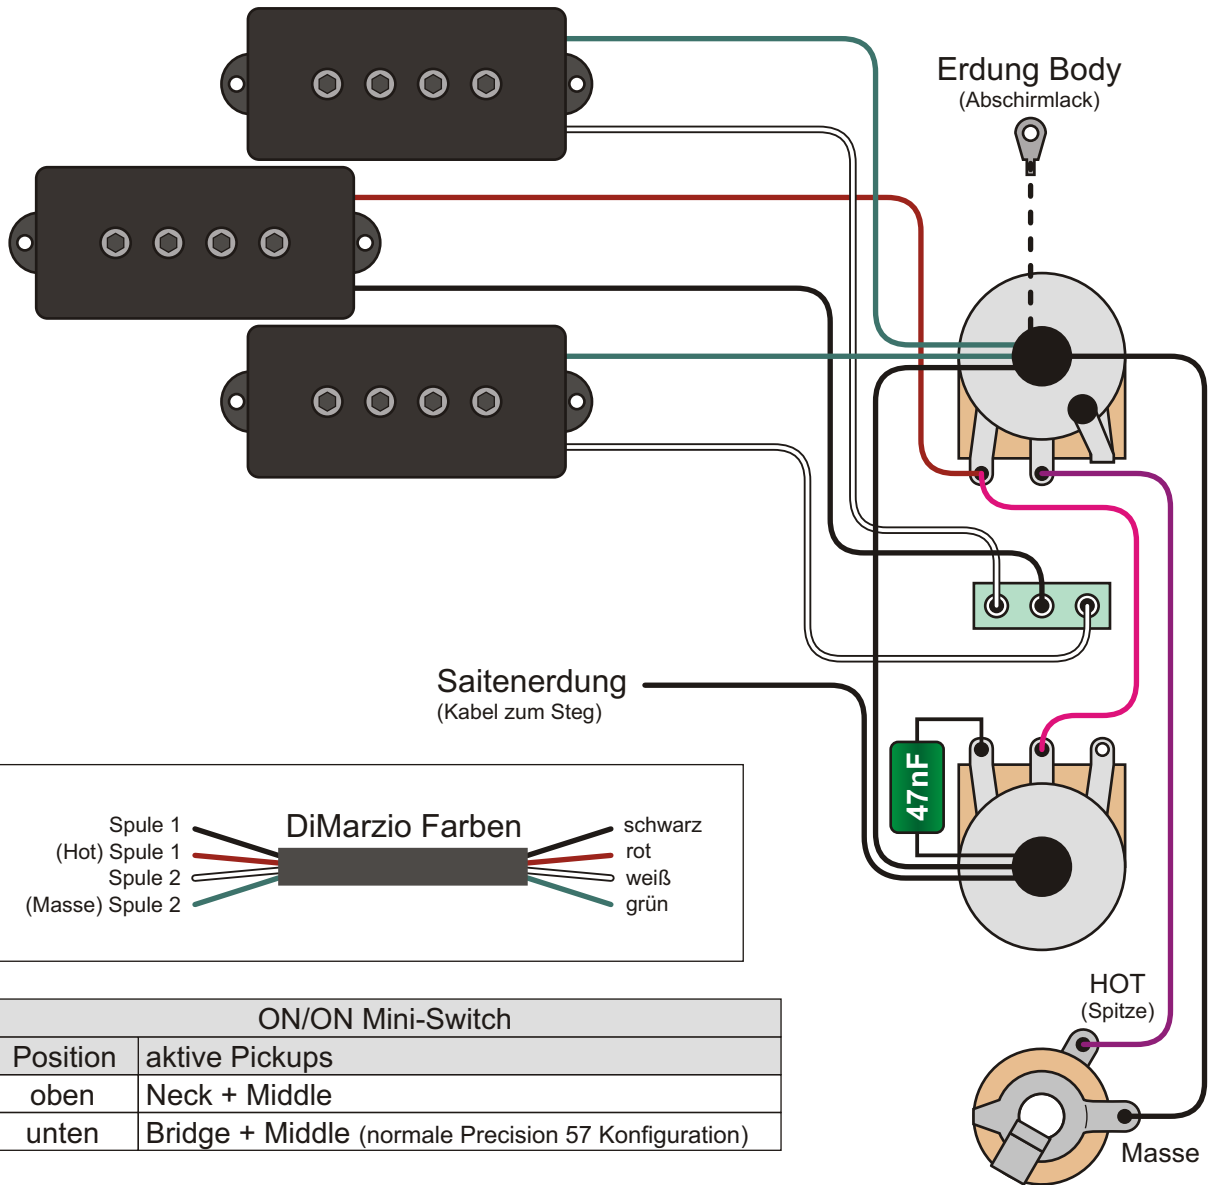 Erdung Body
(Abschirmlack)
Saitenerdung
(Kabel zum Steg)
47nF
DiMarzio Farben
Spule 1
schwarz
(Hot) Spule 1
rot
Spule 2
weiß
(Masse) Spule 2
grün
HOT
(Spitze)
Masse
ON/ON Mini-Switch
Position aktive Pickups
oben Neck + Middle
unten Bridge + Middle (normale Precision 57 Konfiguration)